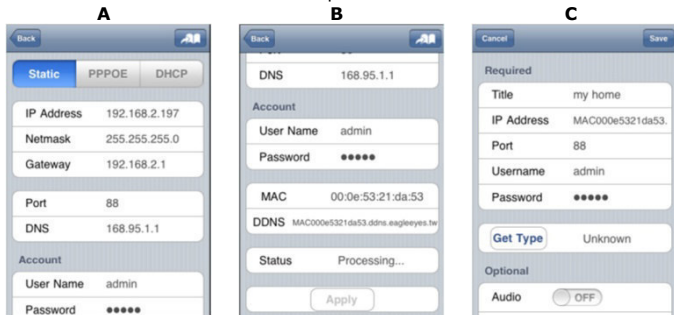 A
Back
Static PPPOE DHCP
IP Address 192.168.2.197
Netmask 255.255.255.0
Gateway 192.168.2.1
Port 88
DNS 168.95.1.1
Account
User Name admin
Password •••••
B
Back
DNS 168.95.1.1
Account
User Name admin
Password •••••
MAC 00:0e:53:21:da:53
DDNS MAC000e5321da53.ddns.eagleeyes.tw
Status Processing...
Apply
C
Cancel Save
Required
Title my home
IP Address MAC000e5321da53.
Port 88
Username admin
Password •••••
Get Type Unknown
Optional
Audio OFF